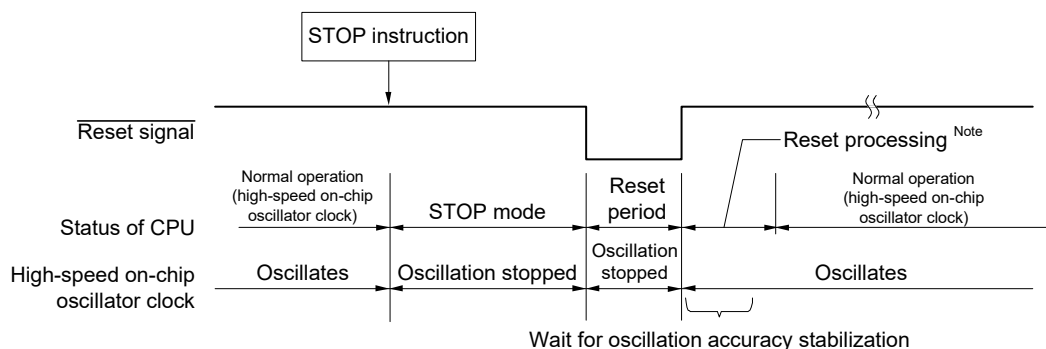 STOP instruction
Reset signal
Reset processing Note
Normal operation
(high-speed on-chip
oscillator clock)
STOP mode
Reset
period
Normal operation
(high-speed on-chip
oscillator clock)
Status of CPU
High-speed on-chip
oscillator clock
Oscillates
Oscillation stopped
Oscillation
stopped
Oscillates
Wait for oscillation accuracy stabilization